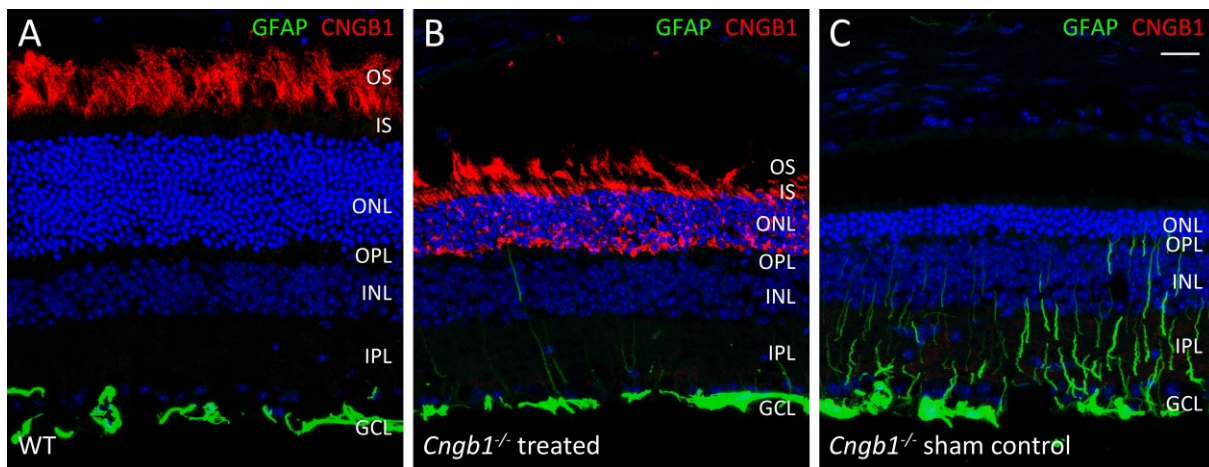 A
GFAP CNGB1
OS
IS
ONL
OPL
INL
IPL
GCL
WT
B
GFAP CNGB1
OS
IS
ONL
OPL
INL
IPL
GCL
Cngb1-/- treated
C
GFAP CNGB1
ONL
OPL
INL
IPL
GCL
Cngb1-/- sham control